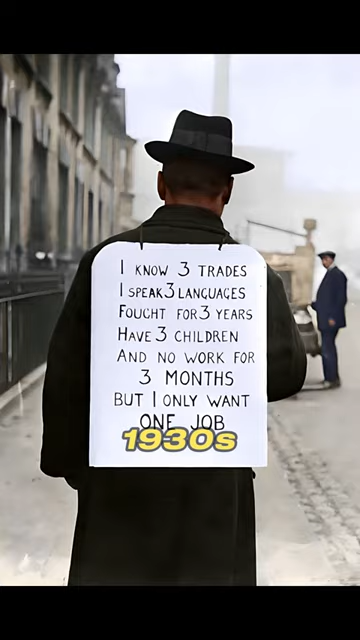 I KNOW 3 TRADES
I SPEAK 3 LANGUAGES
FOUGHT FOR 3 YEARS
HAVE 3 CHILDREN
AND NO WORK FOR
3 MONTHS
BUT I ONLY WANT
ONE JOB
1930s